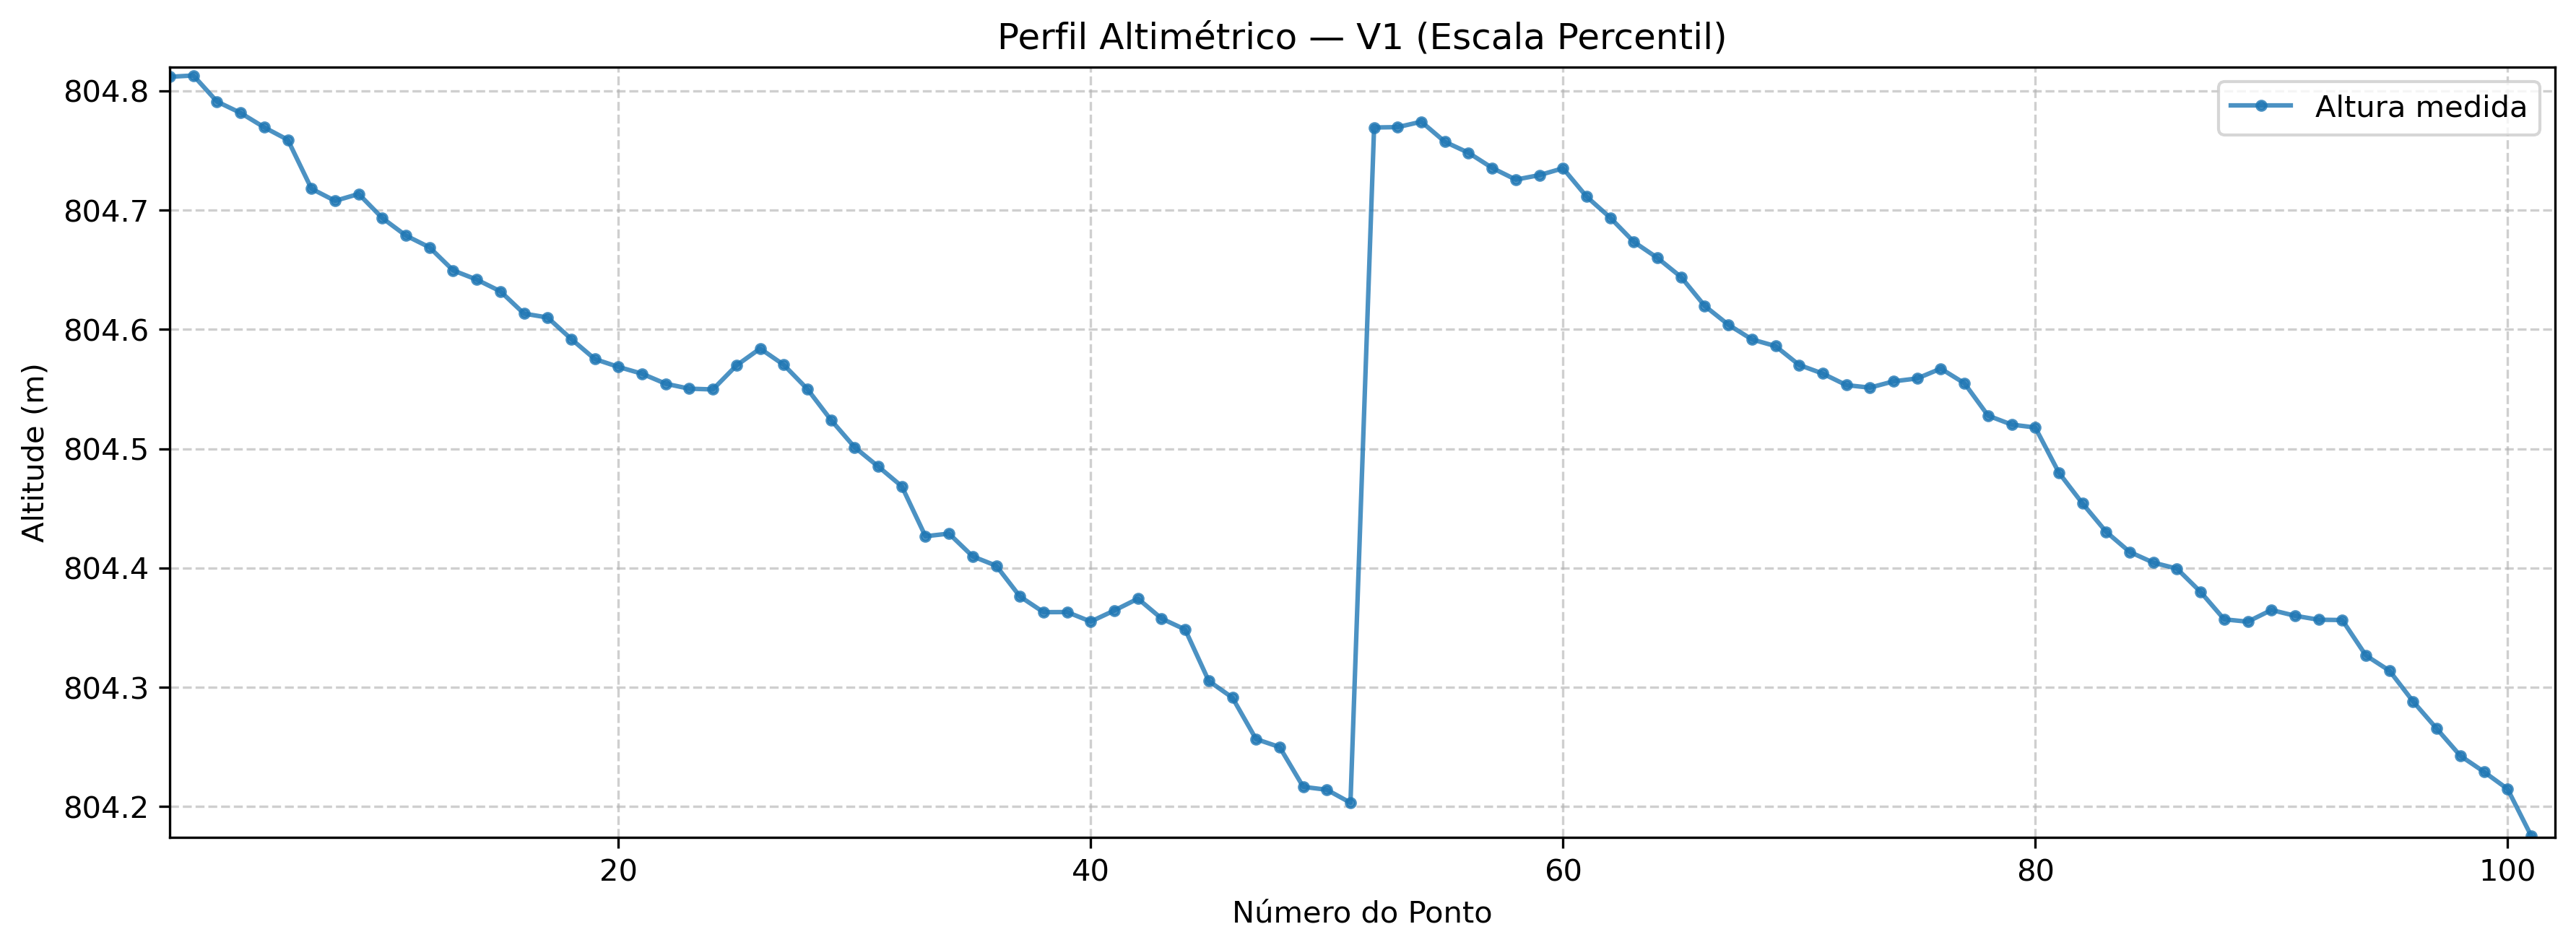 Perfil Altimétrico — V1 (Escala Percentil)
Altura medida
Altitude (m)
804.8
804.7
804.6
804.5
804.4
804.3
804.2
20 40 60 80 100
Número do Ponto